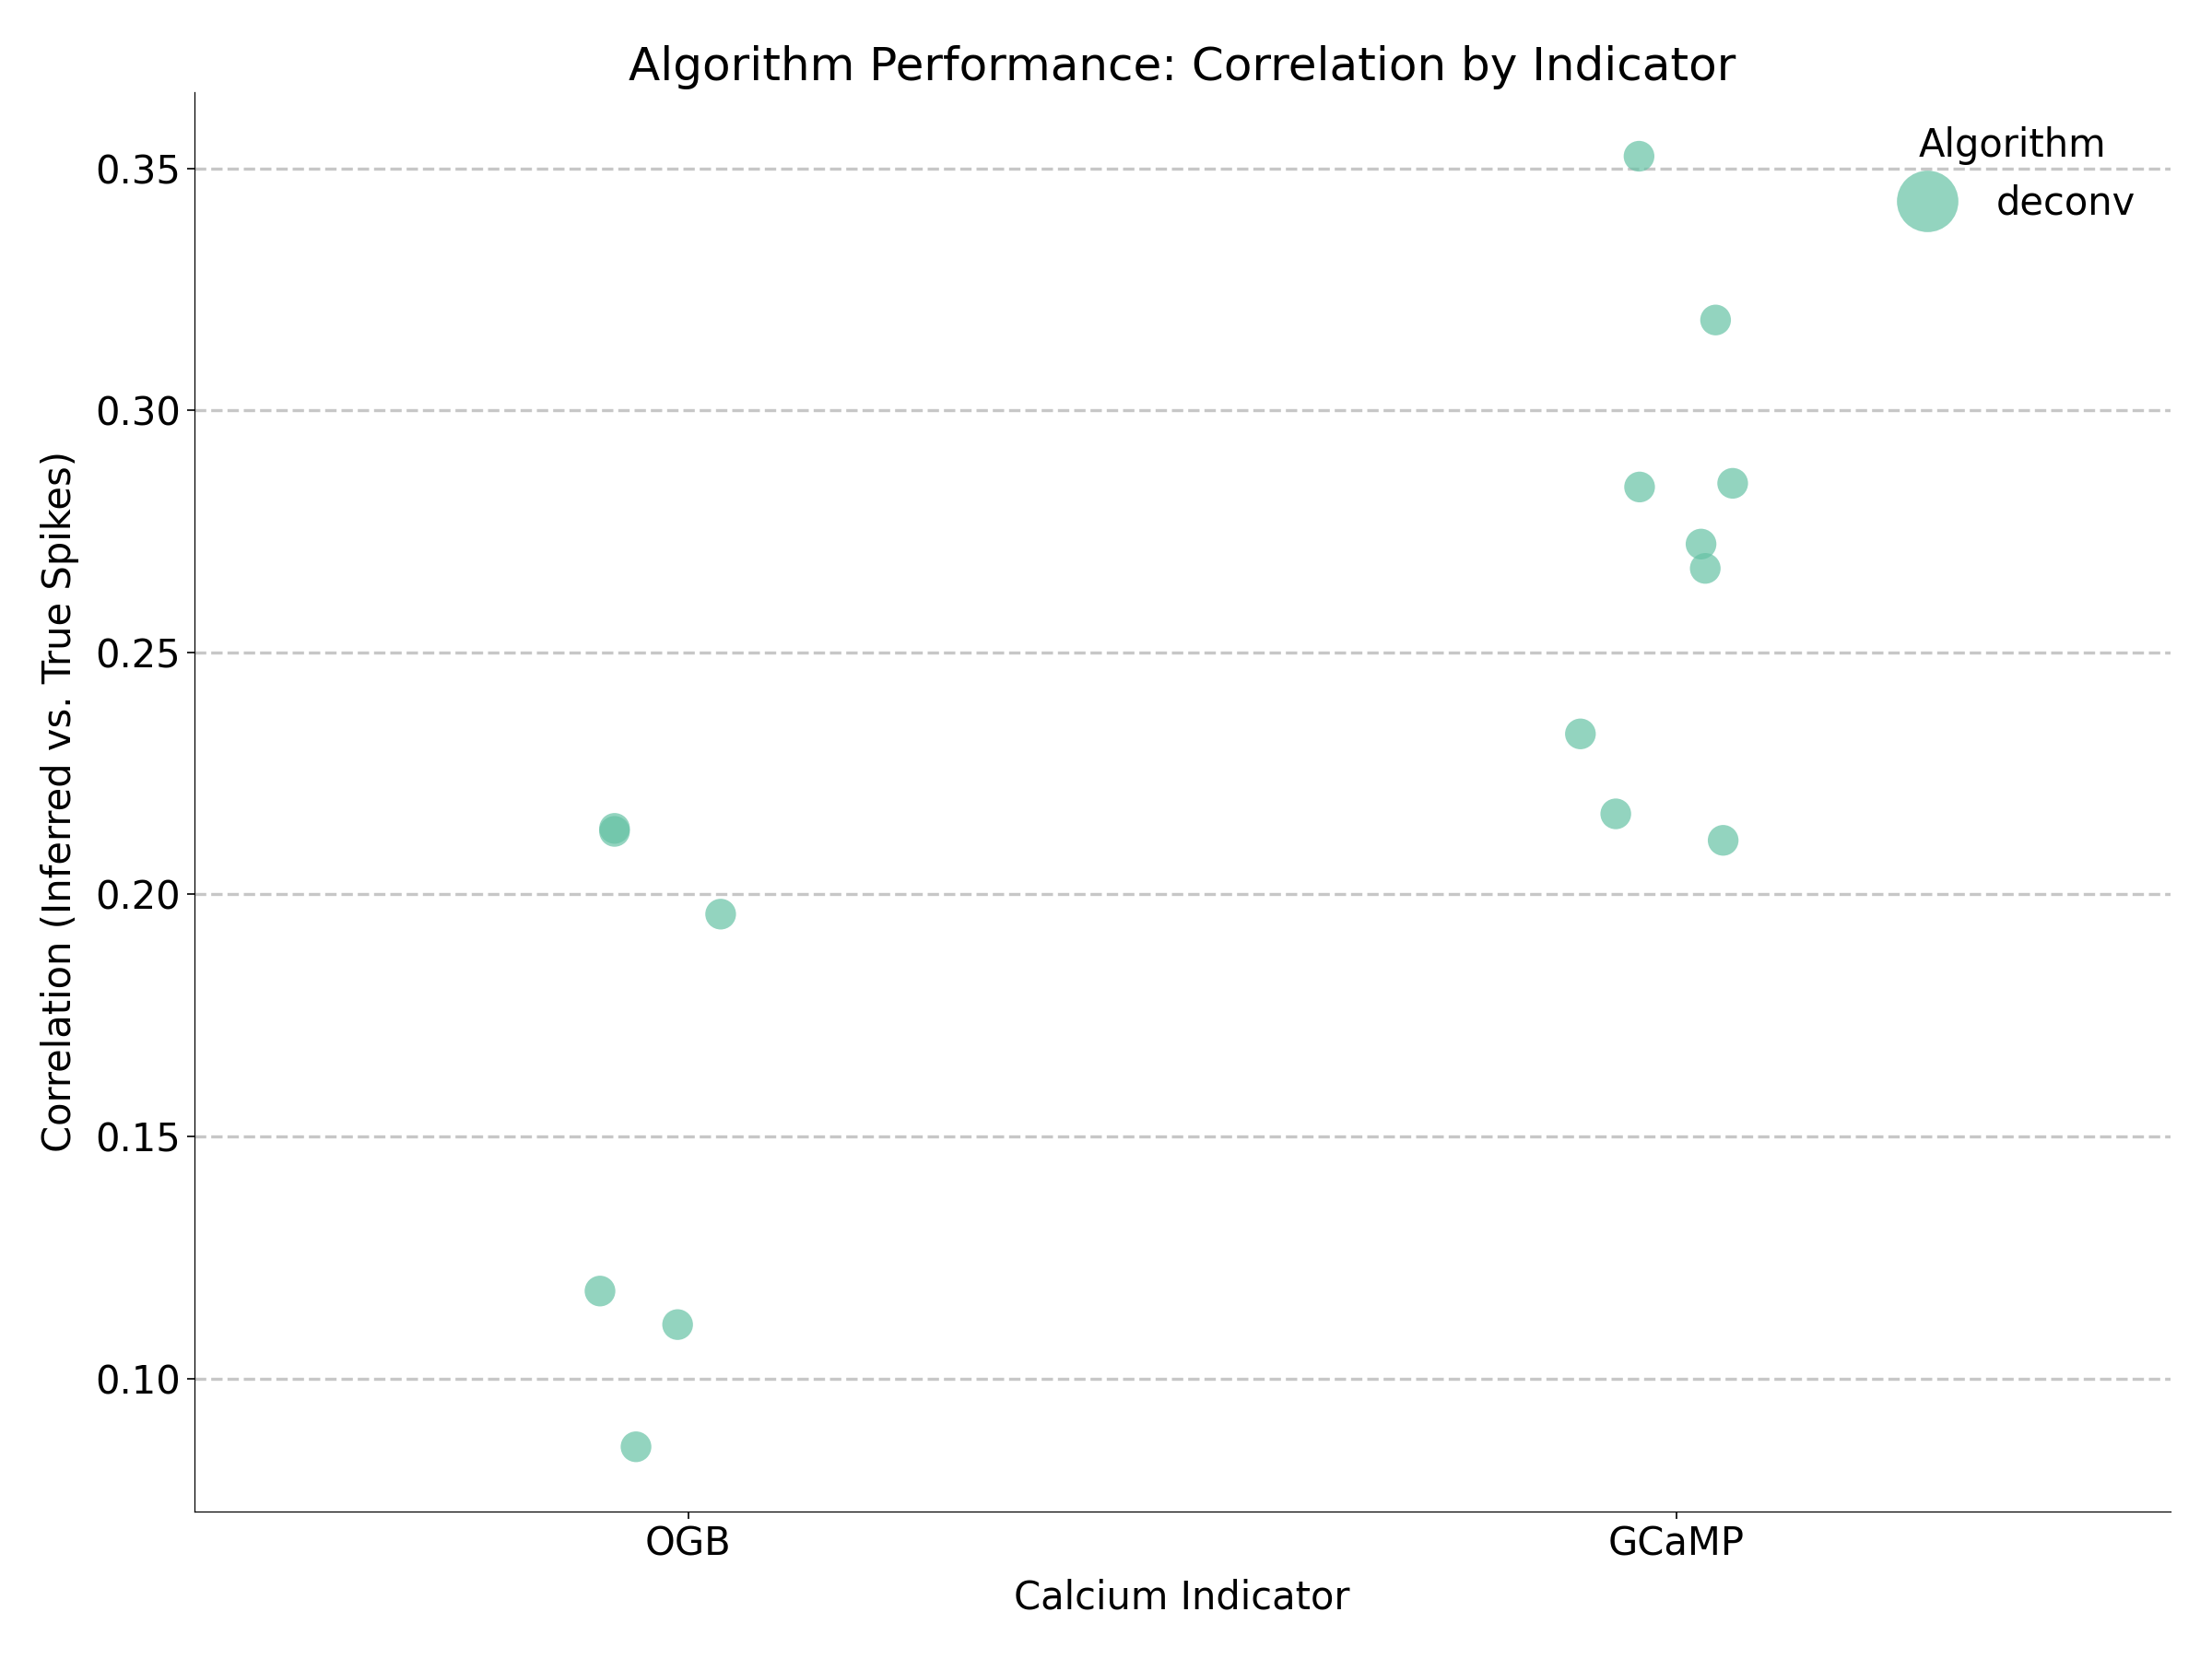 Algorithm Performance: Correlation by Indicator
Algorithm
deconv
Correlation (Inferred vs. True Spikes)
0.35
0.30
0.25
0.20
0.15
0.10
OGB
GCaMP
Calcium Indicator